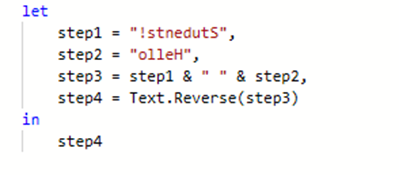 let
step1 = "!stnedutS",
step2 = "olleH",
step3 = step1 & " " & step2,
step4 = Text.Reverse(step3)
in
step4